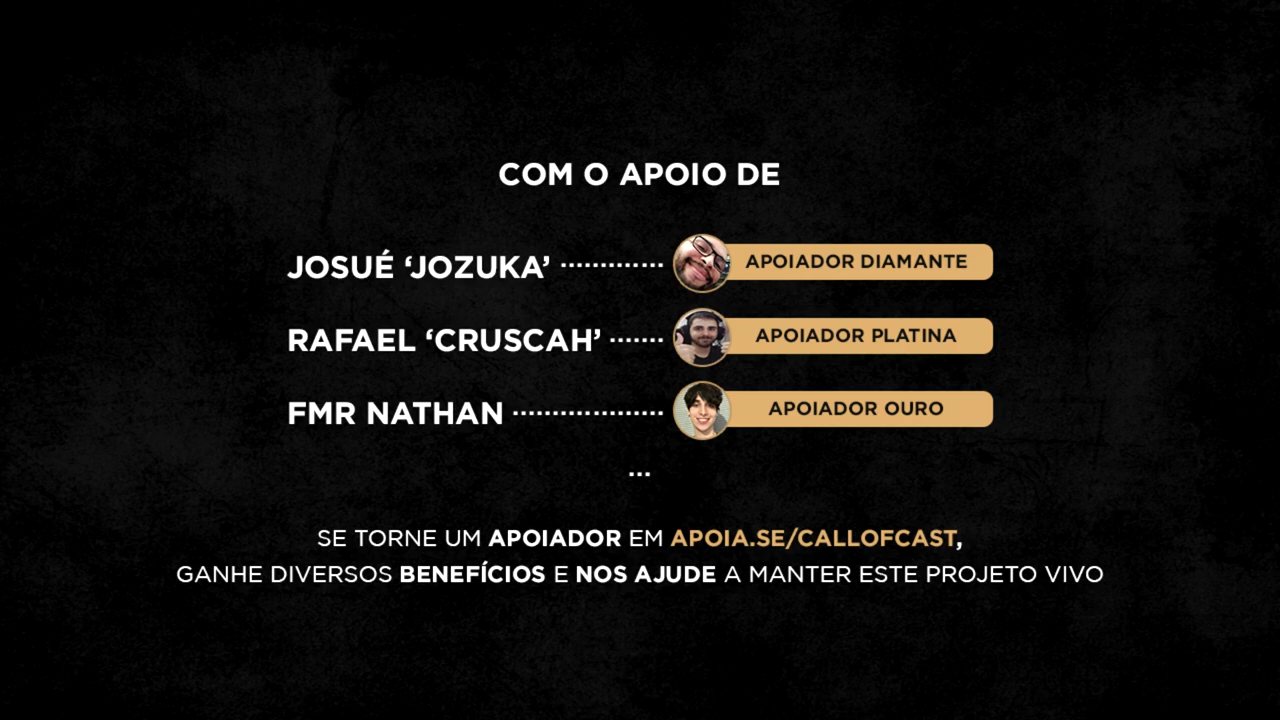 COM O APOIO DE
JOSUÉ ‘JOZUKA’ ............. APOIADOR DIAMANTE
RAFAEL ‘CRUSCAH’ ....... APOIADOR PLATINA
FMR NATHAN ................... APOIADOR OURO
...
SE TORNE UM APOIADOR EM APOIA.SE/CALLOFCAST,
GANHE DIVERSOS BENEFÍCIOS E NOS AJUDE A MANTER ESTE PROJETO VIVO